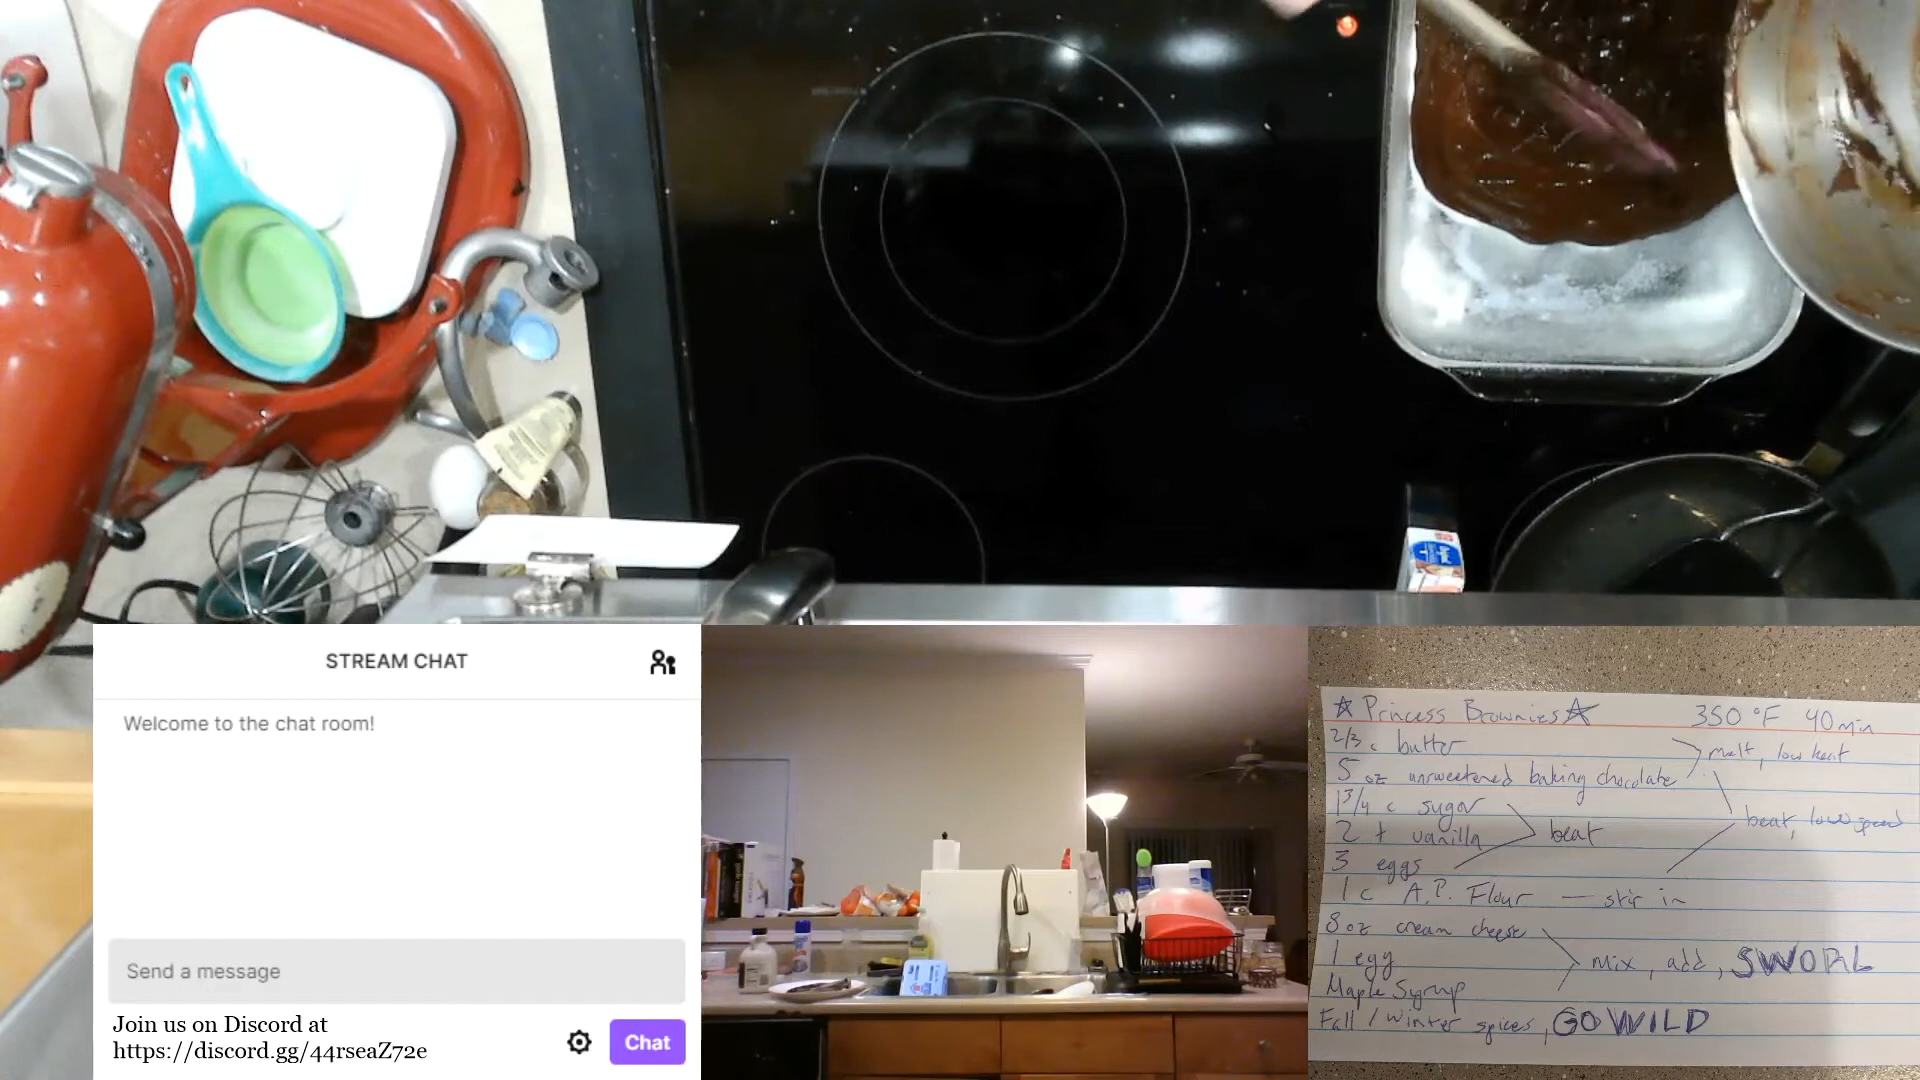 STREAM CHAT
Welcome to the chat room!
Send a message
Join us on Discord at
https://discord.gg/44rseaZ72e
Chat
☆ Princess Brownies ☆ 350 °F 40 min
2/3 c butter
melt, low heat
5 oz unsweetened baking chocolate
1 3/4 c sugar
beat, low speed
2 t vanilla
beat
3 eggs
1 c A.P. Flour — stir in
8 oz cream cheese
1 egg
mix, add, SWORL
Maple Syrup
Fall / Winter spices, GO WILD